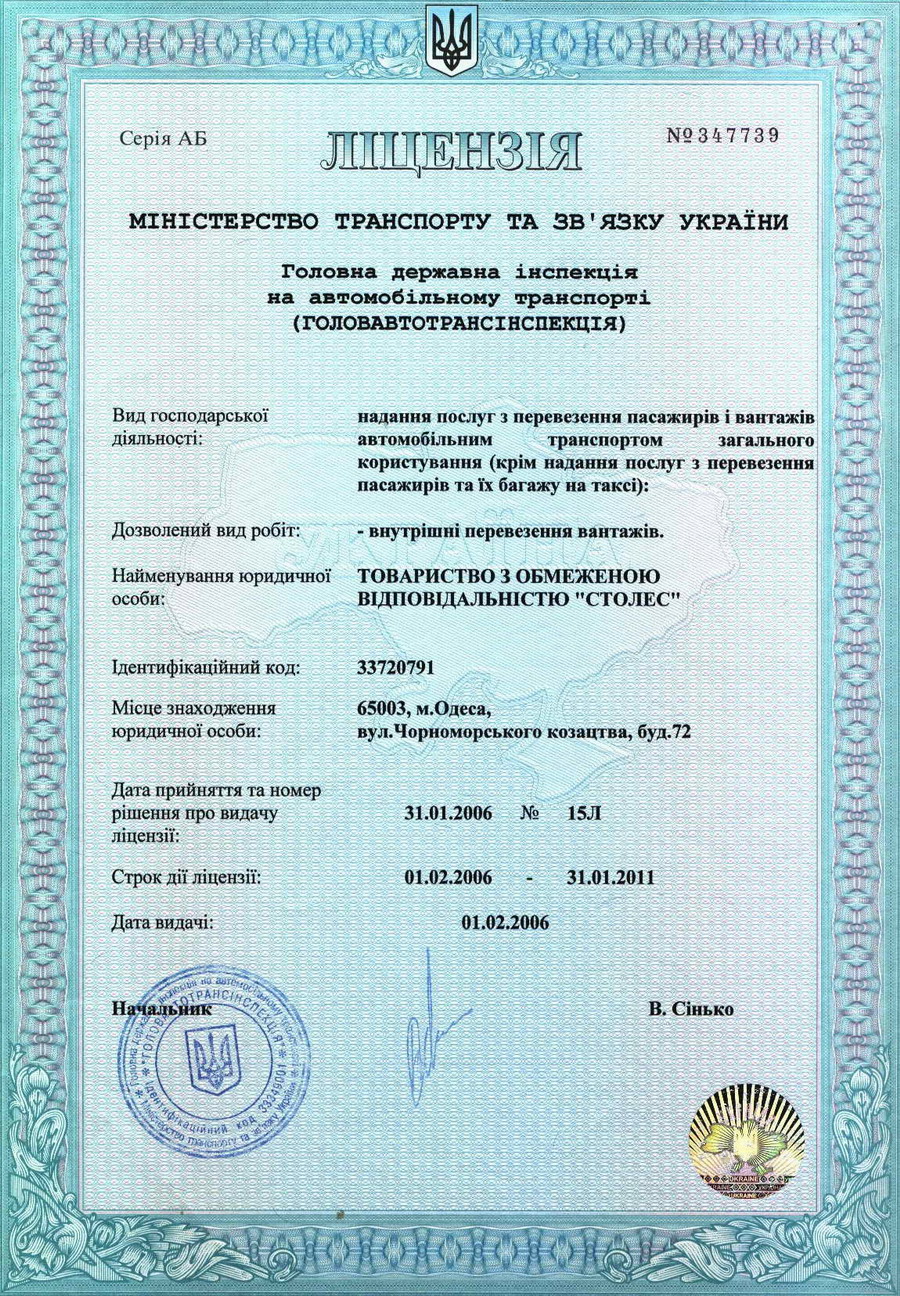 Серія АБ
ЛІЦЕНЗІЯ
№347739
МІНІСТЕРСТВО ТРАНСПОРТУ ТА ЗВ'ЯЗКУ УКРАЇНИ
Головна державна інспекція
на автомобільному транспорті
(ГОЛОВАВТОТРАНСІНСПЕКЦІЯ)
УКРАЇНА
Вид господарської
діяльності:
надання послуг з перевезення пасажирів і вантажів
автомобільним транспортом загального
користування (крім надання послуг з перевезення
пасажирів та їх багажу на таксі):
Дозволений вид робіт:
- внутрішні перевезення вантажів.
Найменування юридичної
особи:
ТОВАРИСТВО З ОБМЕЖЕНОЮ
ВІДПОВІДАЛЬНІСТЮ "СТОЛЕС"
Ідентифікаційний код:
33720791
Місце знаходження
юридичної особи:
65003, м.Одеса,
вул.Чорноморського козацтва, буд.72
Дата прийняття та номер
рішення про видачу
ліцензії:
31.01.2006 № 15Л
Строк дії ліцензії:
01.02.2006 - 31.01.2011
Дата видачі:
01.02.2006
Начальник
В. Сінько
Головна державна інспекція на автомобільному транспорті
"ГОЛОВАВТОТРАНСІНСПЕКЦІЯ"
Ідентифікаційний код 33349001
Міністерство транспорту та зв'язку України
UKRAINE
UKRAINE